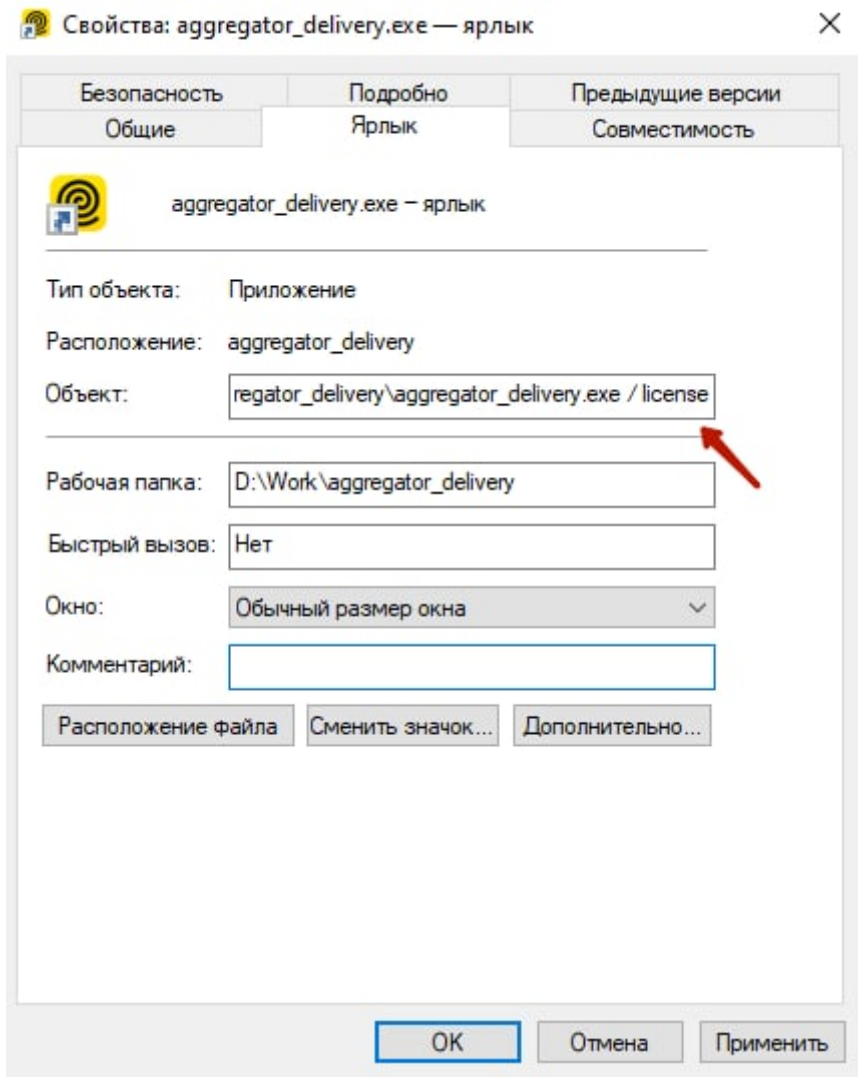 Свойства: aggregator_delivery.exe — ярлык
Безопасность Подробно Предыдущие версии
Общие Ярлык Совместимость
aggregator_delivery.exe – ярлык
Тип объекта: Приложение
Расположение: aggregator_delivery
Объект: regator_delivery\aggregator_delivery.exe / license
Рабочая папка: D:\Work\aggregator_delivery
Быстрый вызов: Нет
Окно: Обычный размер окна
Комментарий:
Расположение файла Сменить значок... Дополнительно...
ОК Отмена Применить